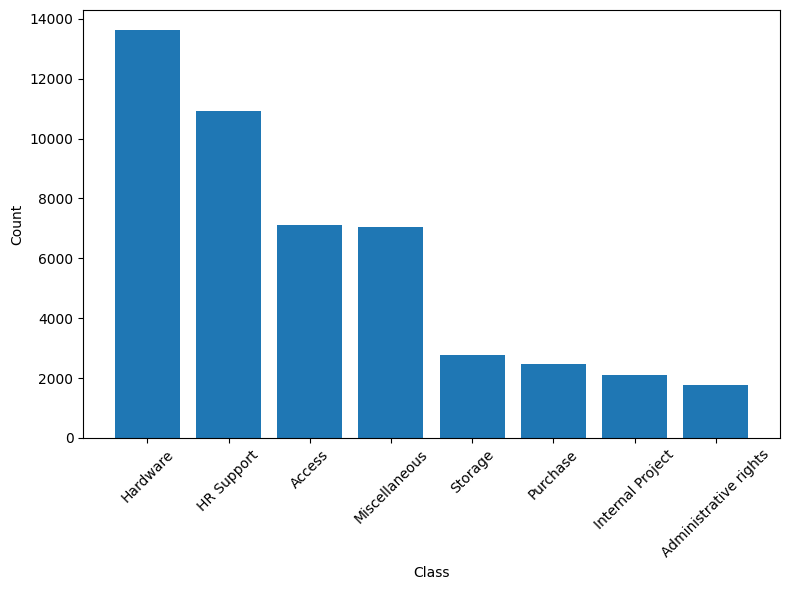 14000
12000
10000
8000
6000
4000
2000
0
Count
Hardware
HR Support
Access
Miscellaneous
Storage
Purchase
Internal Project
Administrative rights
Class